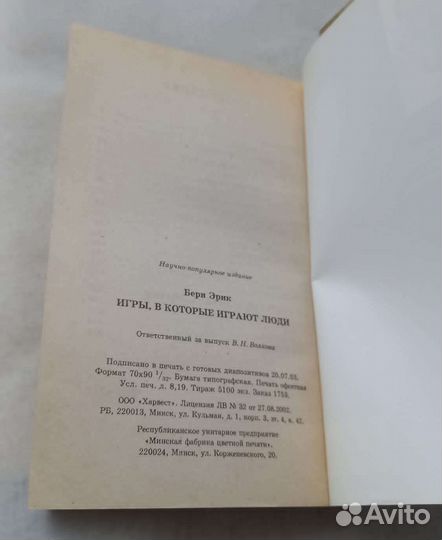 Научно-популярное издание
Берн Эрик
ИГРЫ, В КОТОРЫЕ ИГРАЮТ ЛЮДИ
Ответственный за выпуск В. Н. Волкова
Подписано в печать с готовых диапозитивов 20.07.03.
Формат 70х90 1/32. Бумага типографская. Печать офсетная
Усл. печ. л. 8,19. Тираж 5100 экз. Заказ 1759.
ООО «Харвест». Лицензия ЛВ № 32 от 27.08.2002.
РБ, 220013, Минск, ул. Кульман, д. 1, корп. 3, эт. 4, к. 42.
Республиканское унитарное предприятие
«Минская фабрика цветной печати».
220024, Минск, ул. Корженевского, 20.
Avito